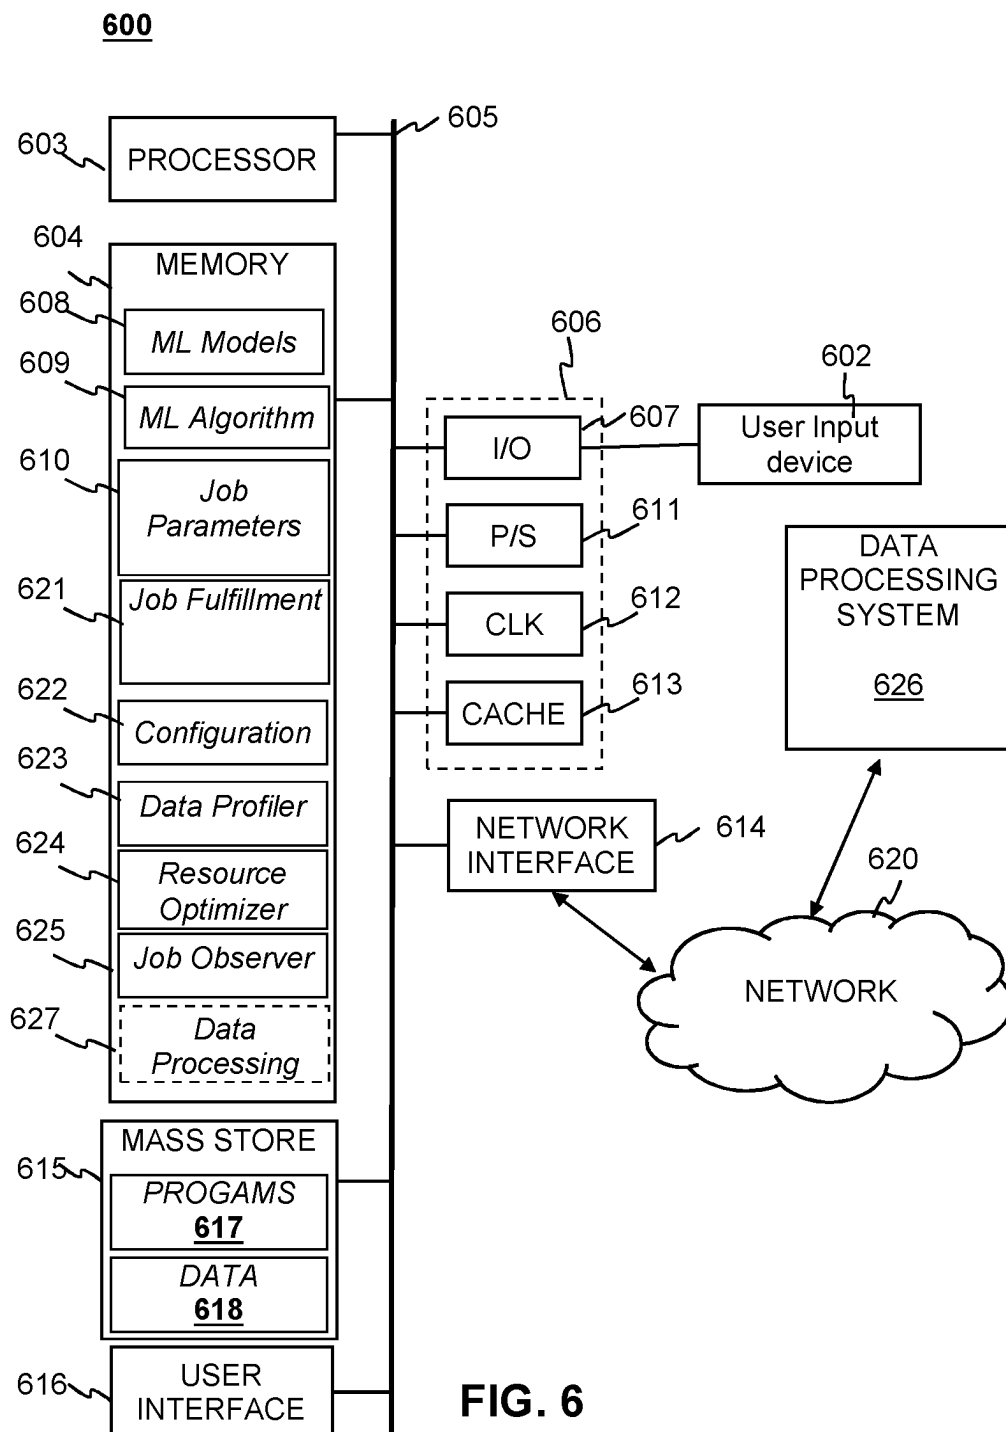 600
605
603
PROCESSOR
604
MEMORY
608
ML Models
609
ML Algorithm
610
Job
Parameters
621
Job Fulfillment
622
Configuration
623
Data Profiler
624
Resource
Optimizer
625
Job Observer
627
Data
Processing
606
607
I/O
602
User Input
device
611
P/S
612
CLK
613
CACHE
DATA
PROCESSING
SYSTEM
626
614
NETWORK
INTERFACE
620
NETWORK
MASS STORE
615
PROGAMS
617
DATA
618
616
USER
INTERFACE
FIG. 6